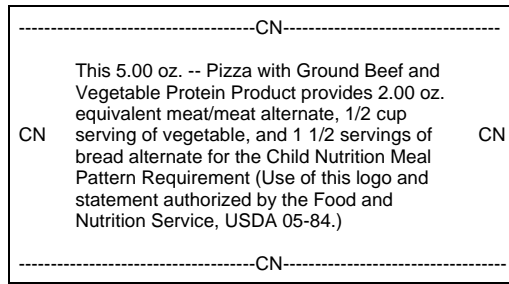 -----------------------------------CN---------------------------------
This 5.00 oz. -- Pizza with Ground Beef and
Vegetable Protein Product provides 2.00 oz.
equivalent meat/meat alternate, 1/2 cup
CN serving of vegetable, and 1 1/2 servings of CN
bread alternate for the Child Nutrition Meal
Pattern Requirement (Use of this logo and
statement authorized by the Food and
Nutrition Service, USDA 05-84.)
-----------------------------------CN----------------------------------